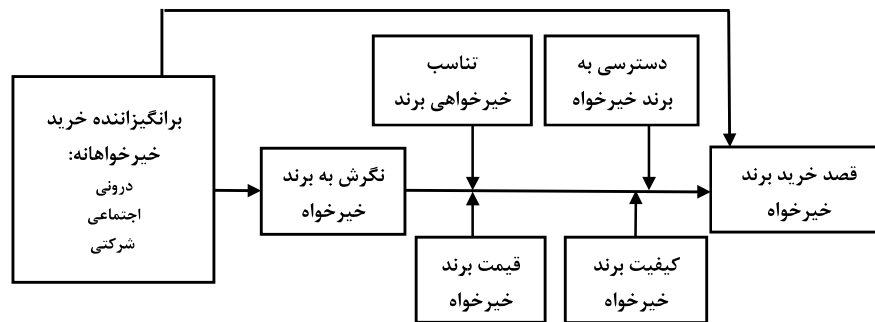 برانگیزاننده خرید
خیرخواهانه:
درونی
اجتماعی
شرکتی
نگرش به برند
خیرخواه
تناسب
خیرخواهی برند
دسترسی به
برند خیرخواه
قیمت برند
خیرخواه
کیفیت برند
خیرخواه
قصد خرید برند
خیرخواه